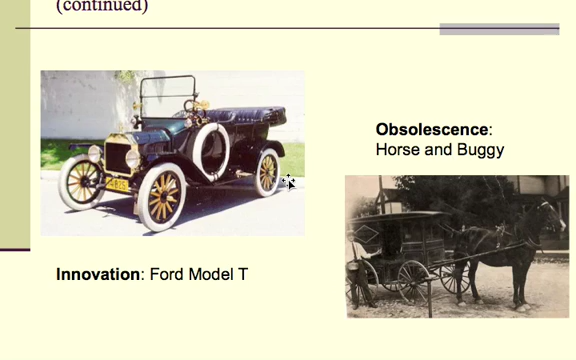 (continued)
Obsolescence:
Horse and Buggy
Innovation: Ford Model T